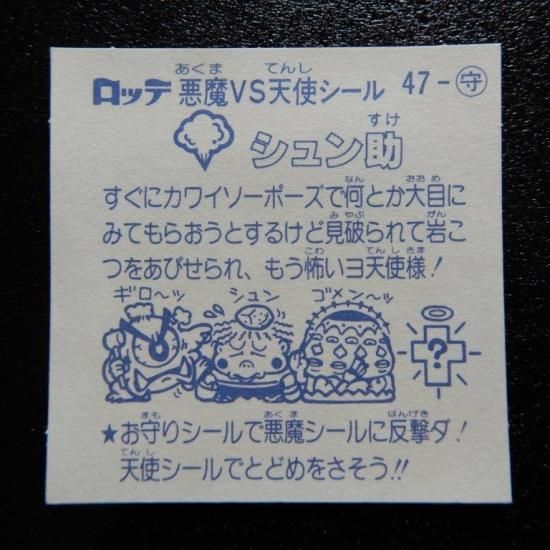 ロッテ 悪魔VS天使シール 47-守
シュン助
すぐにカワイソーポーズで何とか大目に
みてもらおうとするけど見破られて岩こ
つをあびせられ、もう怖いヨ天使様!
ギロ〜ッ シュン ゴメン〜ッ
?
★お守りシールで悪魔シールに反撃ダ!
天使シールでとどめをさそう!!